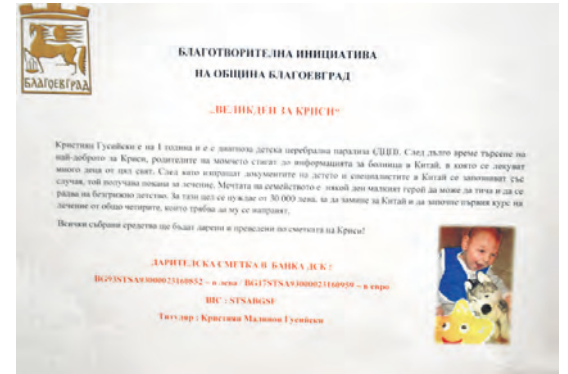 БЛАГОЕВГРАД
БЛАГОТВОРИТЕЛНА ИНИЦИАТИВА
НА ОБЩИНА БЛАГОЕВГРАД
„ВЕЛИКДЕН ЗА КРИСИ“
Кристиян Гусийски е на 1 година и е с диагноза детска церебрална парализа (ДЦП). След дълго време търсене на
най-доброто за Криси, родителите на момчето стигат до информацията за болница в Китай, в която се лекуват
много деца от цял свят. След като изпращат документите на детето и специалистите в Китай се запознават със
случая, той получава покана за лечение. Мечтата на семейството е някой ден малкият герой да може да тича и да се
радва на безгрижно детство. За тази цел се нуждае от 30 000 лева, за да замине за Китай и да започне първия курс на
лечение от общо четирите, които трябва да му се направят.
Всички събрани средства ще бъдат дарени и преведени по сметката на Криси!
ДАРИТЕЛСКА СМЕТКА В БАНКА ДСК :
BG93STSA93000023160852 – в лева / BG17STSA93000023160959 – в евро
BIC : STSABGSF
Титуляр : Кристиян Малинов Гусийски